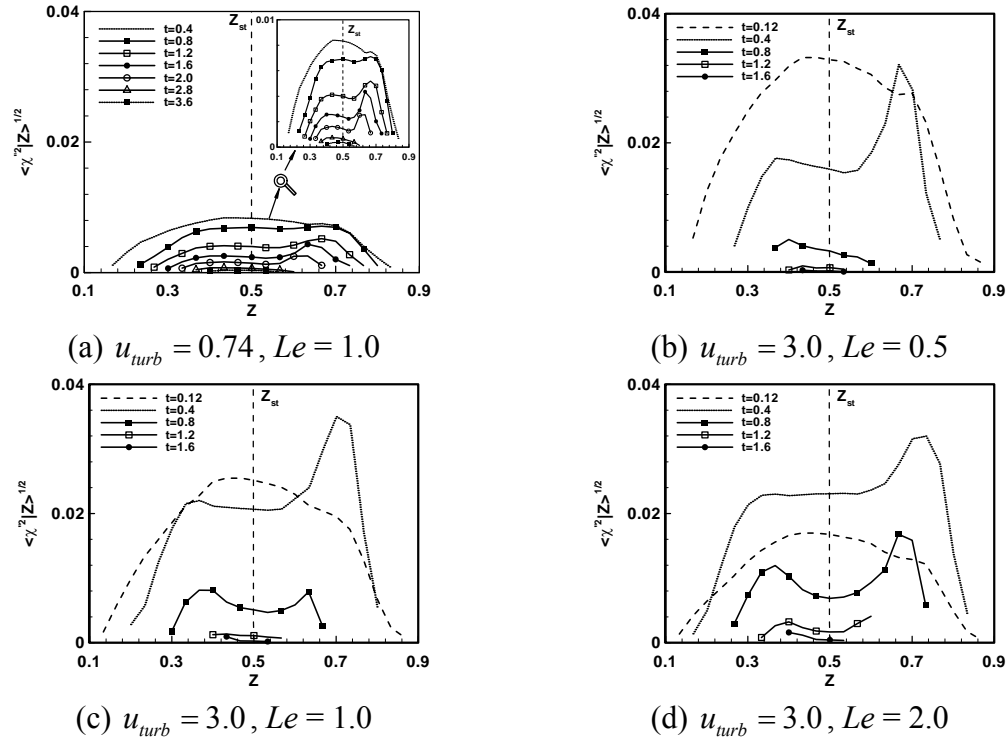 0.04
0.02
0
<χ"²|Z>^1/2
t=0.4
t=0.8
t=1.2
t=1.6
t=2.0
t=2.8
t=3.6
Z_st
0.01
0
Z_st
0.1 0.3 0.5 0.7 0.9
Z
0.1 0.3 0.5 0.7 0.9
Z
(a) u_turb = 0.74 , Le = 1.0
0.04
0.02
0
<χ"²|Z>^1/2
t=0.12
t=0.4
t=0.8
t=1.2
t=1.6
Z_st
0.1 0.3 0.5 0.7 0.9
Z
(b) u_turb = 3.0 , Le = 0.5
0.04
0.02
0
<χ"²|Z>^1/2
t=0.12
t=0.4
t=0.8
t=1.2
t=1.6
Z_st
0.1 0.3 0.5 0.7 0.9
Z
(c) u_turb = 3.0 , Le = 1.0
0.04
0.02
0
<χ"²|Z>^1/2
t=0.12
t=0.4
t=0.8
t=1.2
t=1.6
Z_st
0.1 0.3 0.5 0.7 0.9
Z
(d) u_turb = 3.0 , Le = 2.0